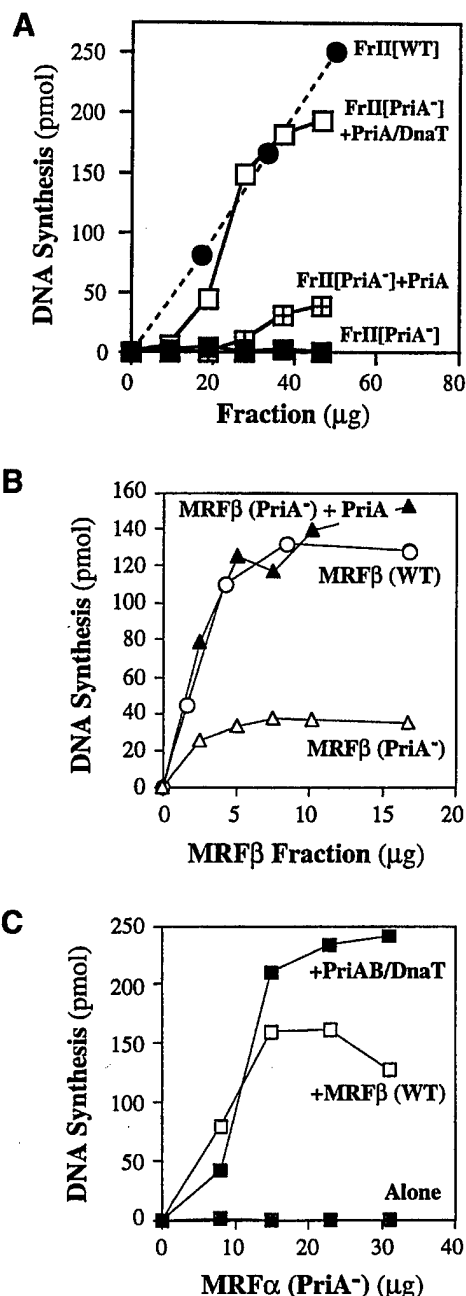 A
DNA Synthesis (pmol)
250
200
150
100
50
0
FrII[WT]
FrII[PriA-]
+PriA/DnaT
FrII[PriA-]+PriA
FrII[PriA-]
0 20 40 60 80
Fraction (µg)
B
DNA Synthesis (pmol)
160
140
120
100
80
60
40
20
0
MRFβ (PriA-) + PriA
MRFβ (WT)
MRFβ (PriA-)
0 5 10 15 20
MRFβ Fraction (µg)
C
DNA Synthesis (pmol)
250
200
150
100
50
0
+PriAB/DnaT
+MRFβ (WT)
Alone
0 10 20 30 40
MRFα (PriA-) (µg)